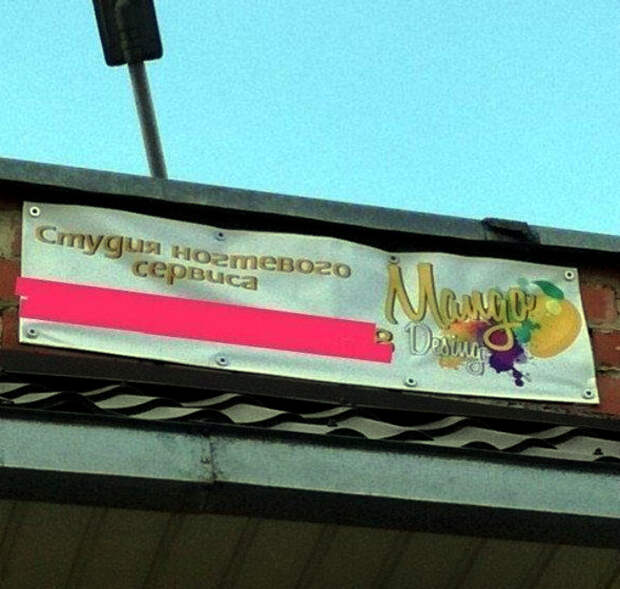 Студия ногтевого
сервиса
Mango
Desing